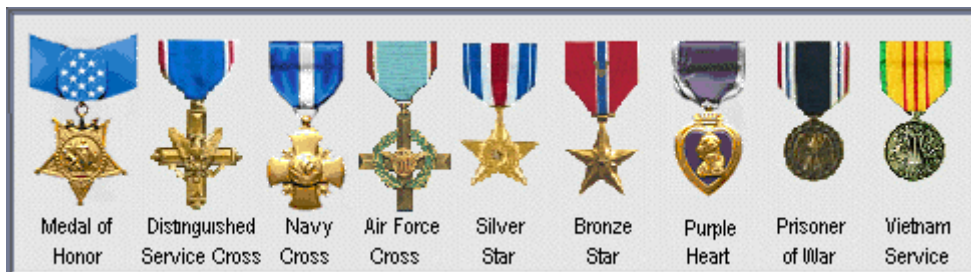 Medal of Honor
Distinguished Service Cross
Navy Cross
Air Force Cross
Silver Star
Bronze Star
Purple Heart
Prisoner of War
Vietnam Service